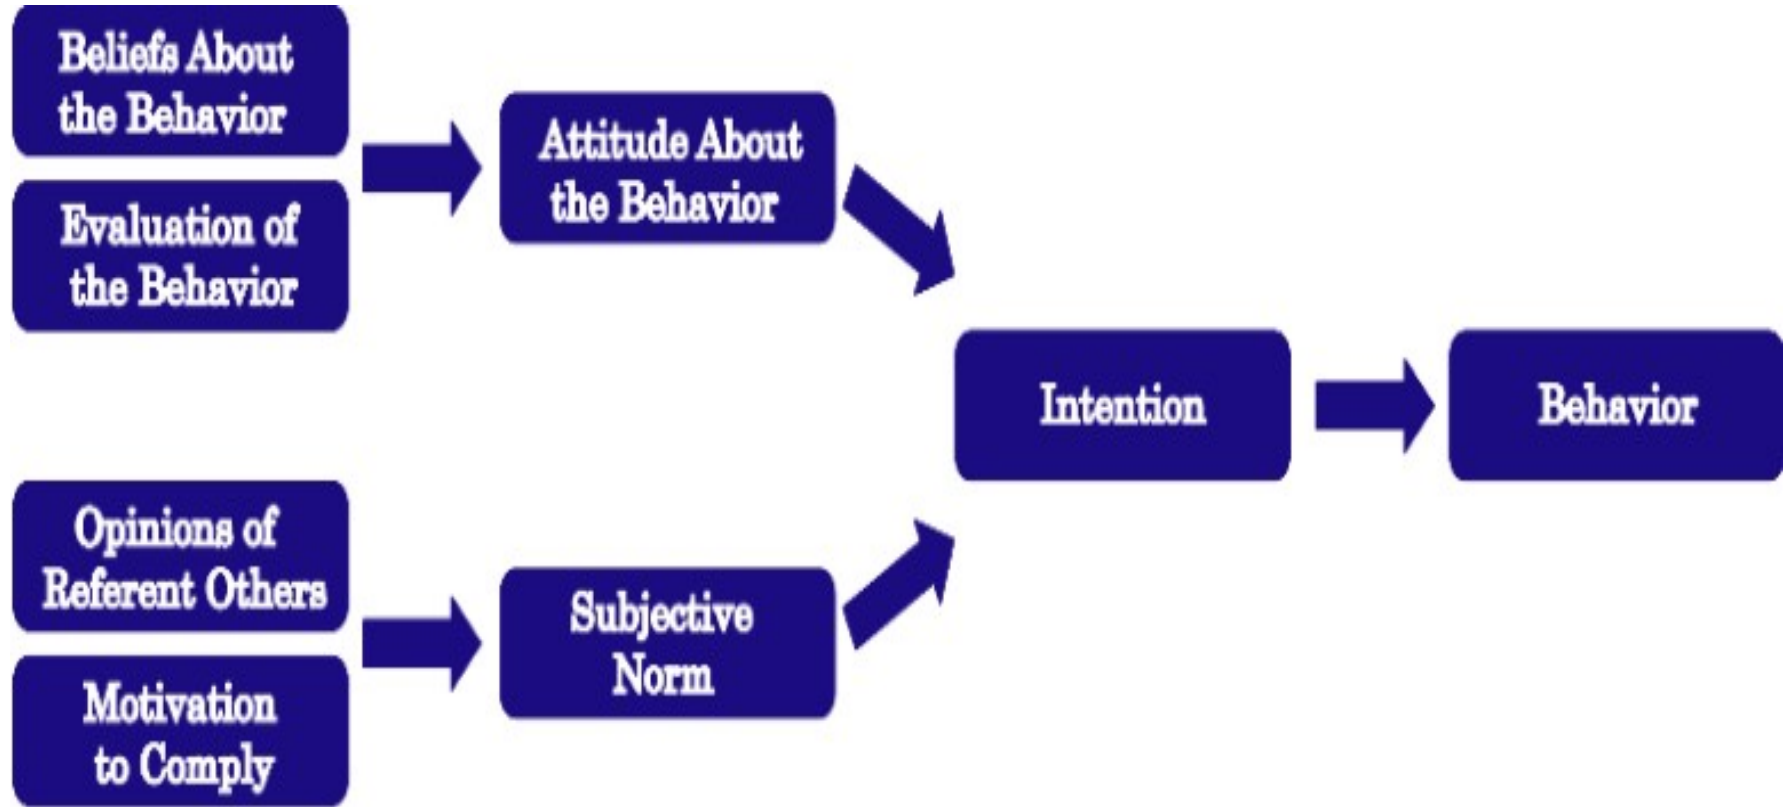 Beliefs About
the Behavior
Evaluation of
the Behavior
Attitude About
the Behavior
Opinions of
Referent Others
Motivation
to Comply
Subjective
Norm
Intention
Behavior